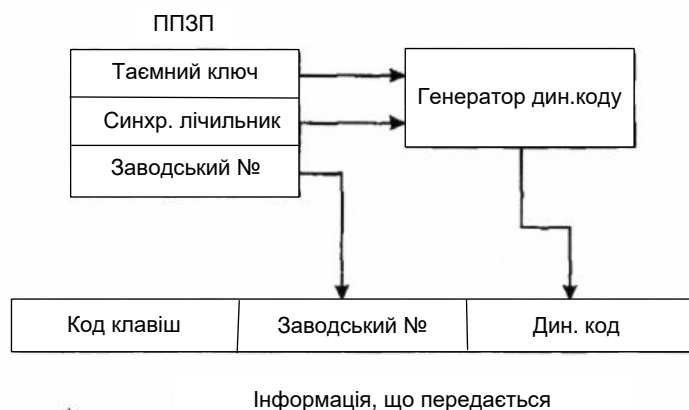 ППЗП
Таємний ключ
Синхр. лічильник
Заводський №
Генератор дин.коду
Код клавіш
Заводський №
Дин. код
Інформація, що передається